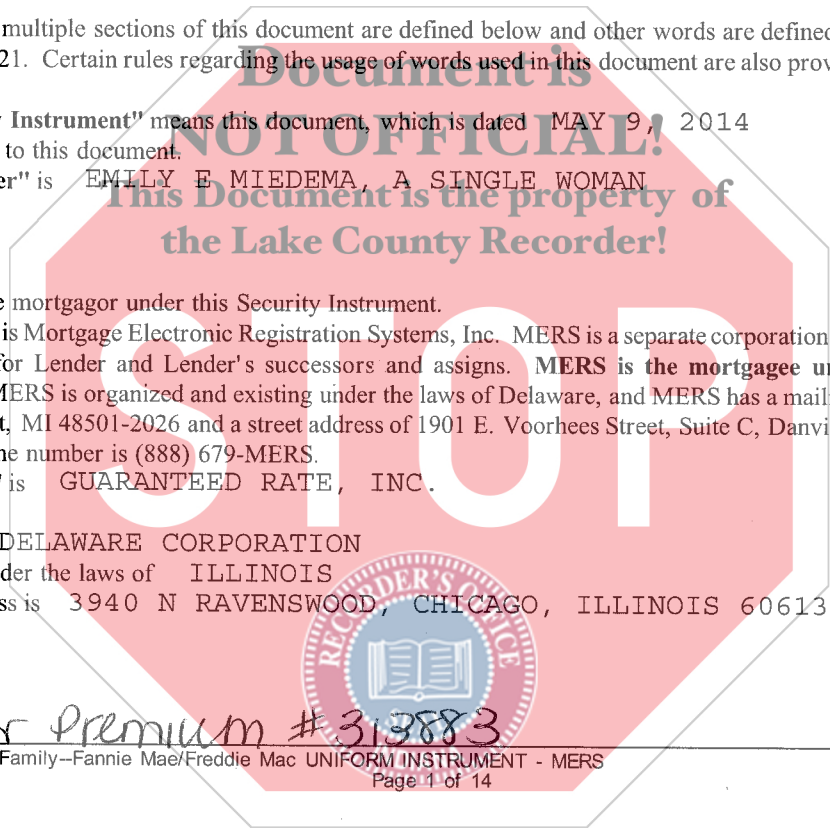 multiple sections of this document are defined below and other words are defined
21. Certain rules regarding the usage of words used in this document are also prov
Document is
Instrument" means this document, which is dated MAY 9, 2014
NOT OFFICIAL!
to this document.
er" is EMILY E MIEDEMA, A SINGLE WOMAN
This Document is the property of
the Lake County Recorder!
e mortgagor under this Security Instrument.
is Mortgage Electronic Registration Systems, Inc. MERS is a separate corporation
for Lender and Lender's successors and assigns. MERS is the mortgagee u
MERS is organized and existing under the laws of Delaware, and MERS has a mail
t, MI 48501-2026 and a street address of 1901 E. Voorhees Street, Suite C, Danvi
ne number is (888) 679-MERS.
" is GUARANTEED RATE, INC.
STOP
DELAWARE CORPORATION
der the laws of ILLINOIS
ss is 3940 N RAVENSWOOD, CHICAGO, ILLINOIS 60613
RECORDER'S OFFICE
r Premium #313883
Family--Fannie Mae/Freddie Mac UNIFORM INSTRUMENT - MERS
Page 1 of 14